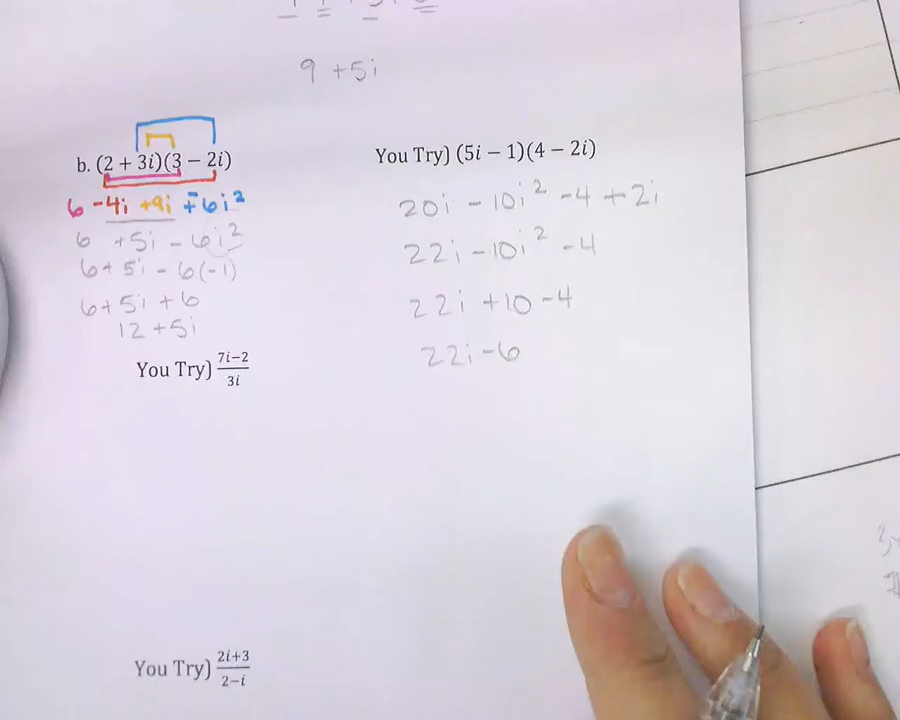 9 +5i
b. (2 + 3i)(3 − 2i)
6 -4i +9i -6i²
6 +5i - 6i²
6+ 5i - 6(-1)
6+5i +6
12 +5i
You Try) (5i − 1)(4 − 2i)
20i - 10i² -4 +2i
22i -10i² -4
22i +10 -4
22i -6
You Try) 7i−2
3i
You Try) 2i+3
2−i